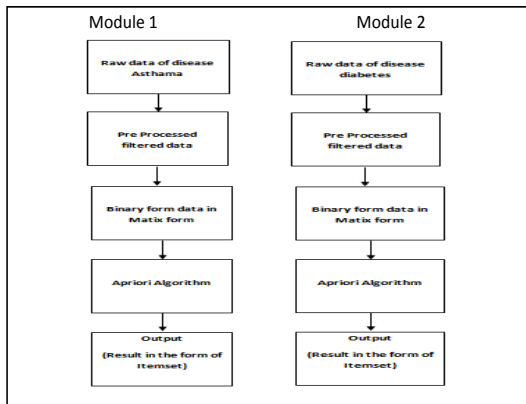 Module 1
Raw data of disease
Asthama
Pre Processed
filtered data
Binary form data in
Matix form
Apriori Algorithm
Output
(Result in the form of
Itemset)
Module 2
Raw data of disease
diabetes
Pre Processed
filtered data
Binary form data in
Matix form
Apriori Algorithm
Output
(Result in the form of
Itemset)